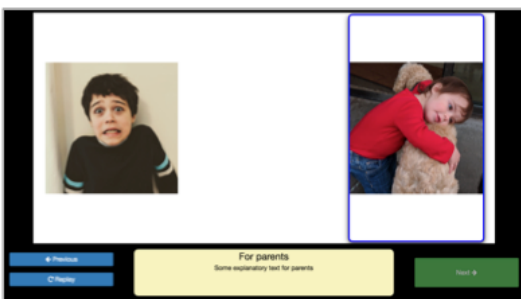 ← Previous
For parents
Some explanatory text for parents
Next →
↻ Replay